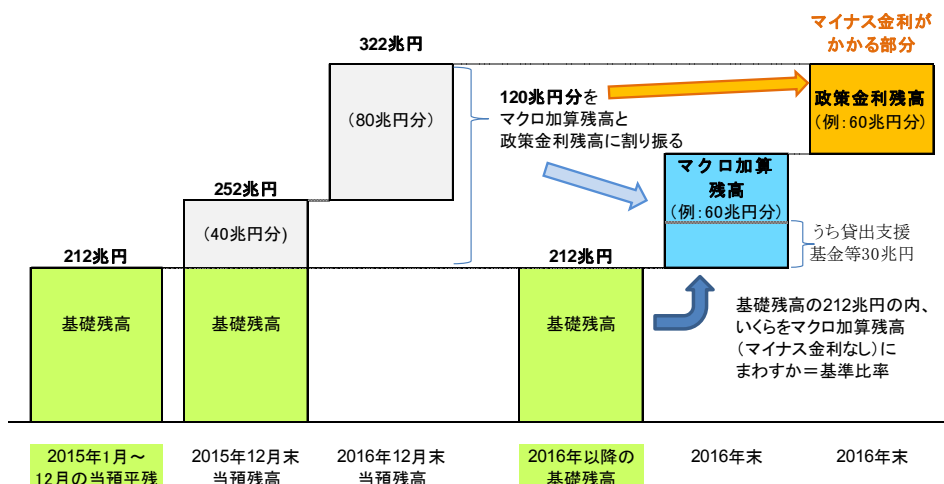 マイナス金利が
かかる部分
322兆円
(80兆円分)
120兆円分を
マクロ加算残高と
政策金利残高に割り振る
政策金利残高
(例:60兆円分)
252兆円
(40兆円分)
マクロ加算
残高
(例:60兆円分)
うち貸出支援
基金等30兆円
212兆円
基礎残高
基礎残高
212兆円
基礎残高
基礎残高の212兆円の内、
いくらをマクロ加算残高
(マイナス金利なし)に
まわすか=基準比率
2015年1月~
12月の当預平残
2015年12月末
当預残高
2016年12月末
当預残高
2016年以降の
基礎残高
2016年末
2016年末